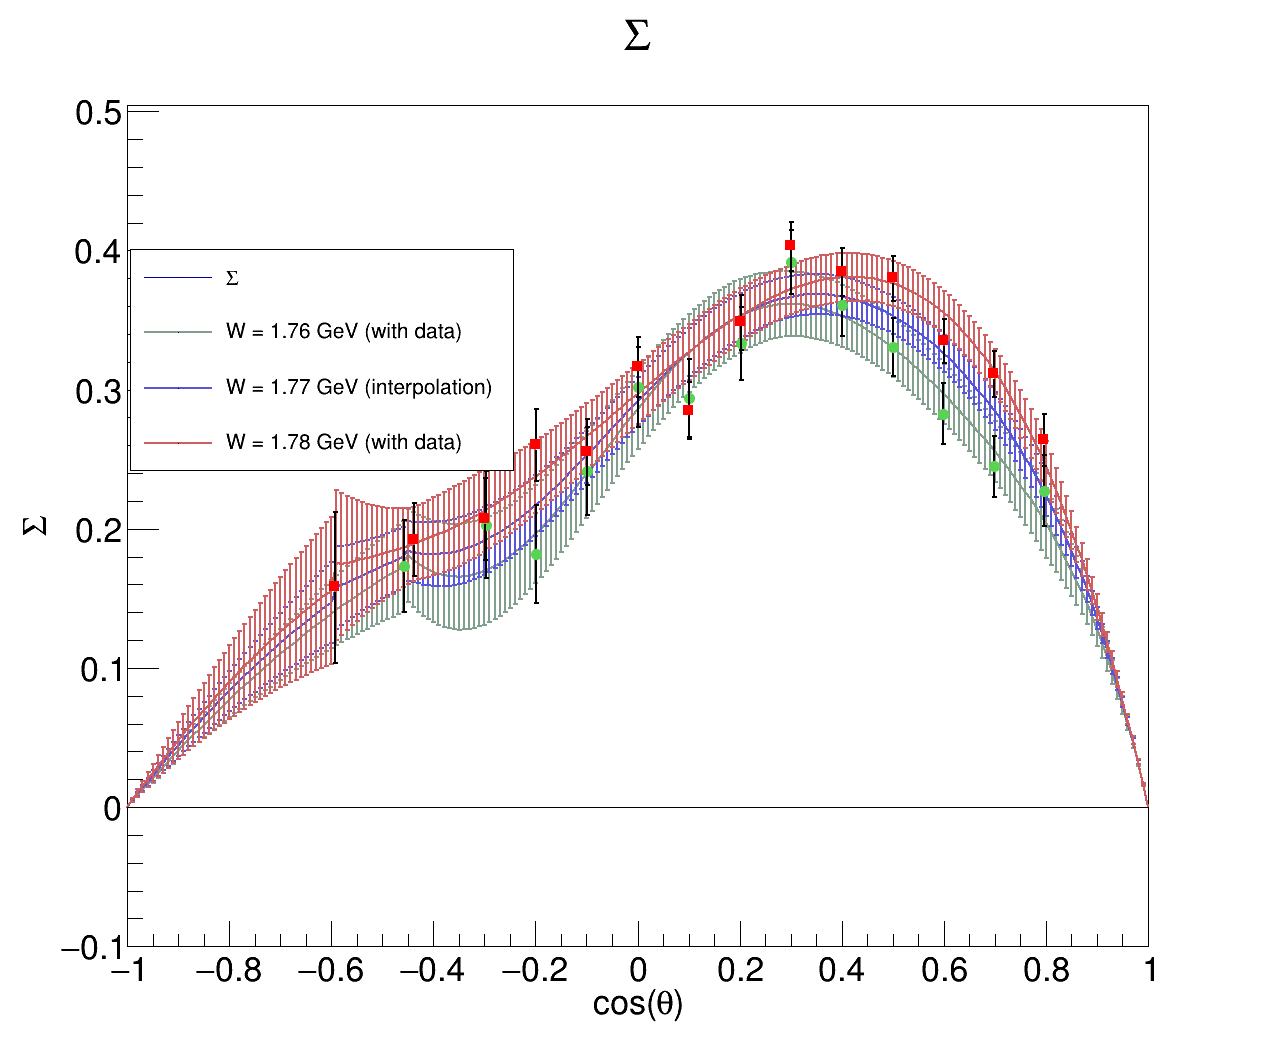 Σ
0.5
0.4
0.3
0.2
0.1
0
−0.1
Σ
Σ
W = 1.76 GeV (with data)
W = 1.77 GeV (interpolation)
W = 1.78 GeV (with data)
−1 −0.8 −0.6 −0.4 −0.2 0 0.2 0.4 0.6 0.8 1
cos(θ)